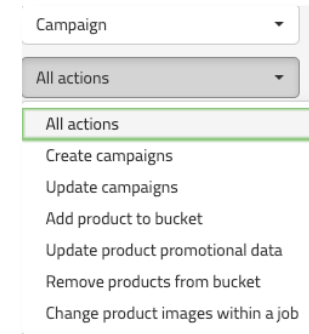 Campaign
All actions
All actions
Create campaigns
Update campaigns
Add product to bucket
Update product promotional data
Remove products from bucket
Change product images within a job